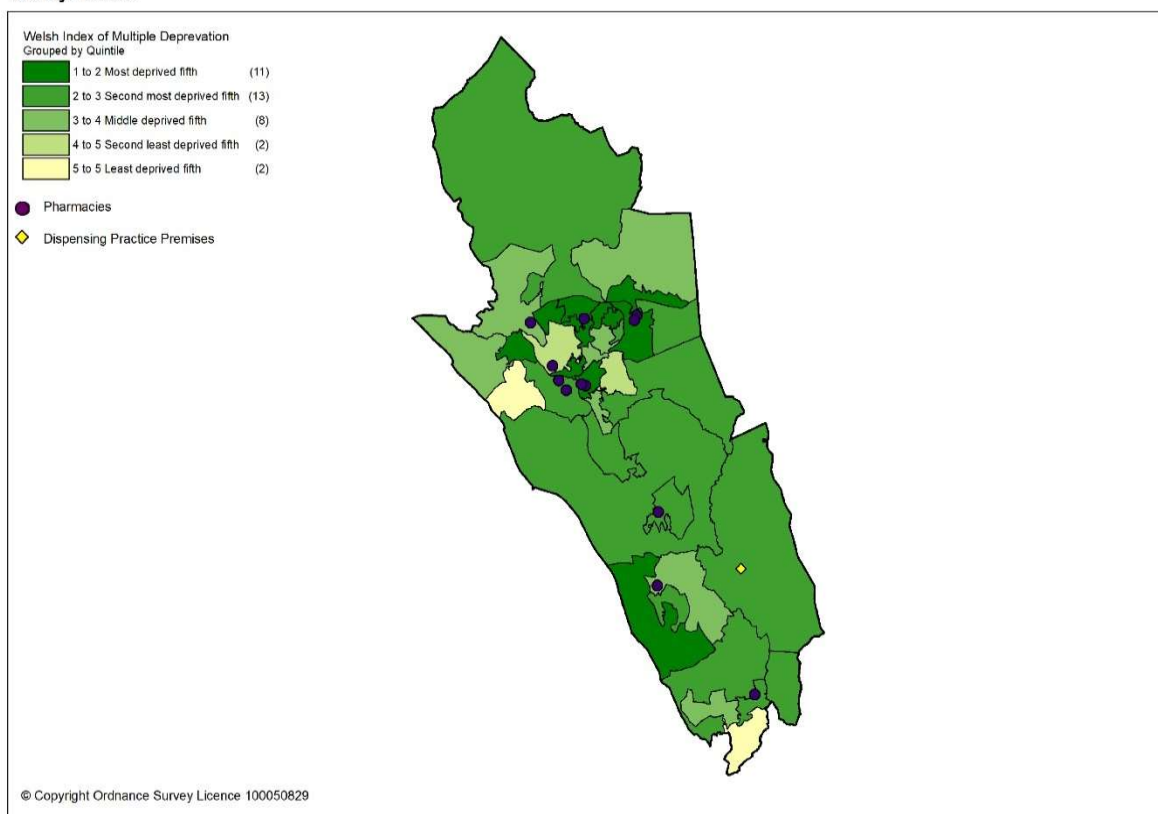 Welsh Index of Multiple Deprevation
Grouped by Quintile
1 to 2 Most deprived fifth (11)
2 to 3 Second most deprived fifth (13)
3 to 4 Middle deprived fifth (8)
4 to 5 Second least deprived fifth (2)
5 to 5 Least deprived fifth (2)
Pharmacies
Dispensing Practice Premises
© Copyright Ordnance Survey Licence 100050829